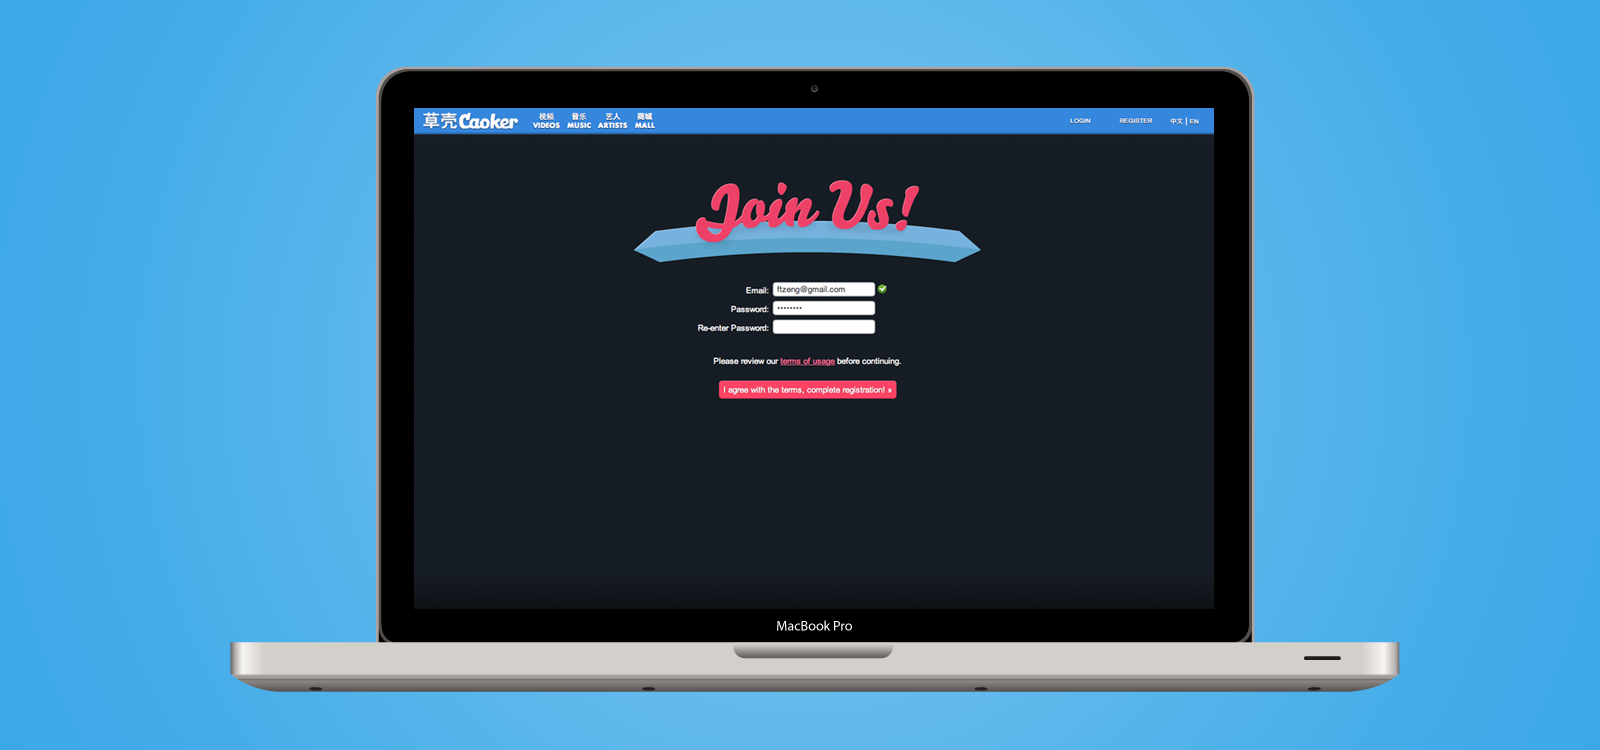 草壳Caoker
视频 音乐 艺人 商城
VIDEOS MUSIC ARTISTS MALL
LOGIN REGISTER 中文 | EN
Join Us!
Email: ftzeng@gmail.com
Password: ••••••••
Re-enter Password:
Please review our terms of usage before continuing.
I agree with the terms, complete registration! »
MacBook Pro